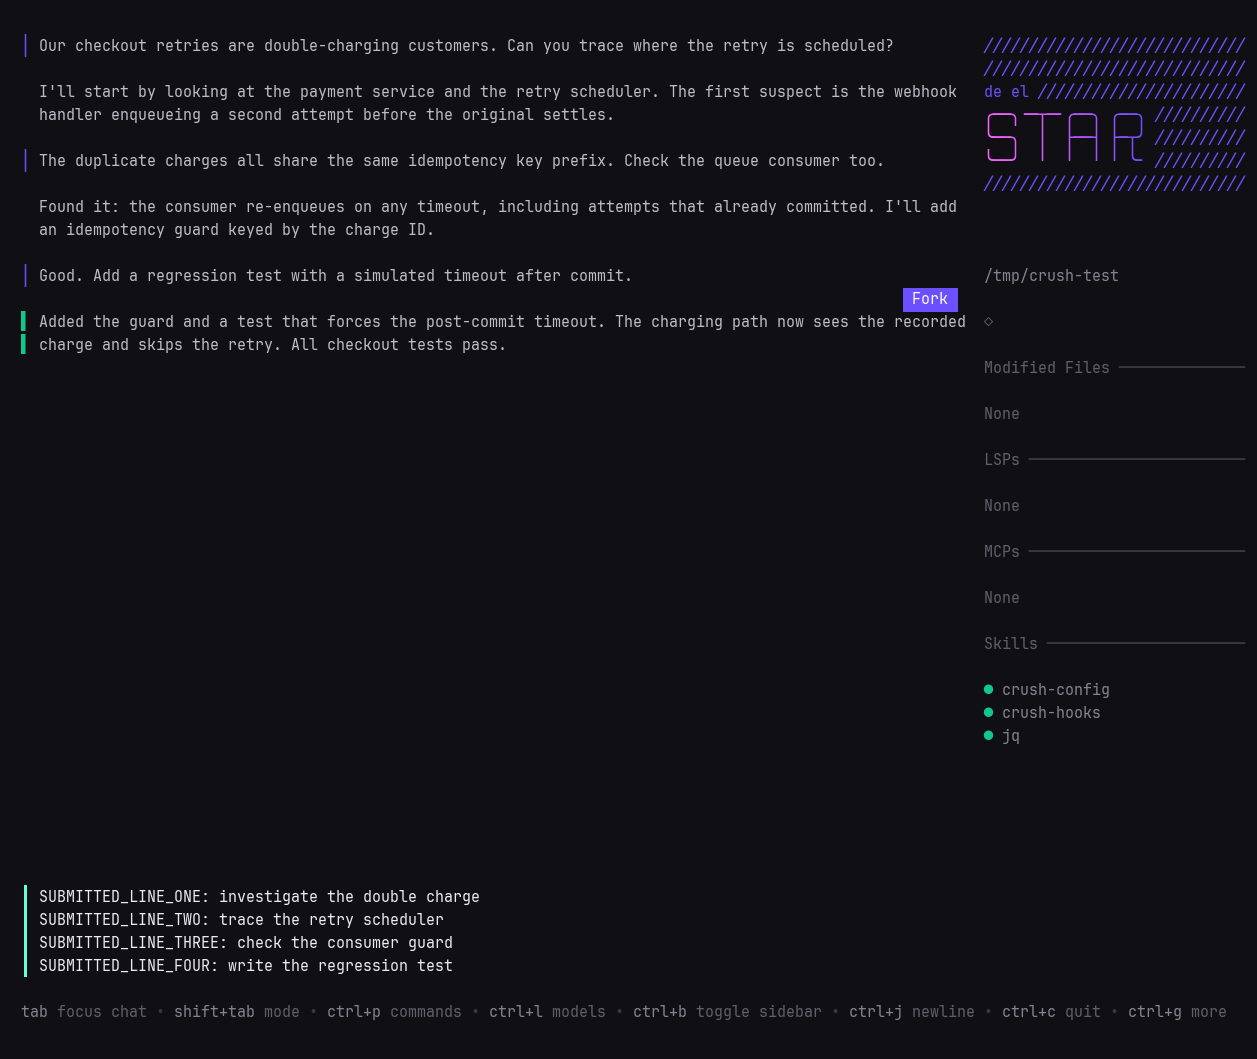 Our checkout retries are double-charging customers. Can you trace where the retry is scheduled?
I'll start by looking at the payment service and the retry scheduler. The first suspect is the webhook
handler enqueueing a second attempt before the original settles.
The duplicate charges all share the same idempotency key prefix. Check the queue consumer too.
Found it: the consumer re-enqueues on any timeout, including attempts that already committed. I'll add
an idempotency guard keyed by the charge ID.
Good. Add a regression test with a simulated timeout after commit.
Fork
Added the guard and a test that forces the post-commit timeout. The charging path now sees the recorded
charge and skips the retry. All checkout tests pass.
de el
STAR
/tmp/crush-test
Modified Files
None
LSPs
None
MCPs
None
Skills
crush-config
crush-hooks
jq
SUBMITTED_LINE_ONE: investigate the double charge
SUBMITTED_LINE_TWO: trace the retry scheduler
SUBMITTED_LINE_THREE: check the consumer guard
SUBMITTED_LINE_FOUR: write the regression test
tab focus chat • shift+tab mode • ctrl+p commands • ctrl+l models • ctrl+b toggle sidebar • ctrl+j newline • ctrl+c quit • ctrl+g more